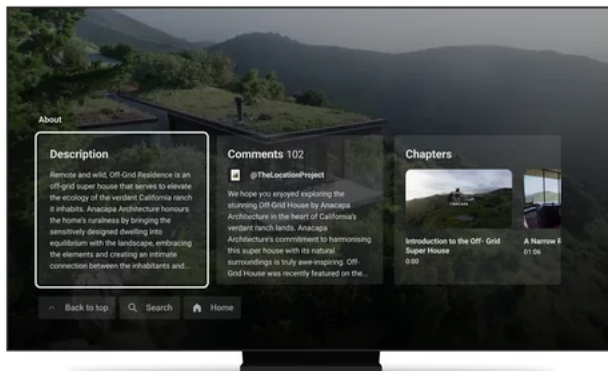 About
Description
Remote and wild, Off-Grid Residence is an
off-grid super house that serves to elevate
the ecology of the verdant California ranch
it inhabits. Anacapa Architecture honours
the home's ruralness by bringing the
sensitively designed dwelling into
equilibrium with the landscape, embracing
the elements and creating an intimate
connection between the inhabitants and...
Comments 102
@TheLocationProject
We hope you enjoyed exploring the
stunning Off-Grid House by Anacapa
Architecture in the heart of California's
verdant ranch lands. Anacapa
Architecture's commitment to harmonising
this super house with its natural
surroundings is truly awe-inspiring. Off-
Grid House was recently featured on the...
Chapters
Introduction to the Off- Grid
Super House
0:00
A Narrow
01:06
Back to top
Search
Home